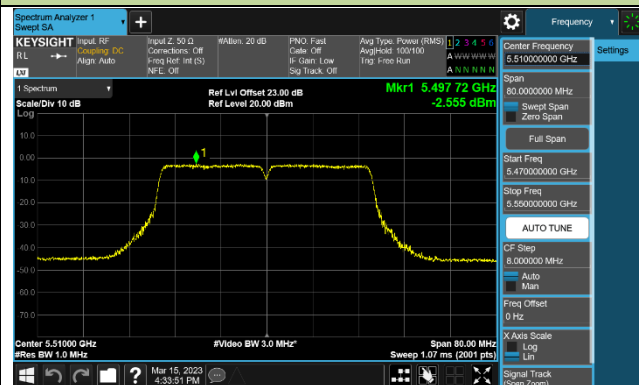 Spectrum Analyzer 1
Swept SA
Frequency
KEYSIGHT
RL
LXI
Input: RF
Coupling: DC
Align: Auto
Input Z: 50 Ω
Corrections: Off
Freq Ref: Int (S)
NFE: Off
#Atten: 20 dB
PNO: Fast
Gate: Off
IF Gain: Low
Sig Track: Off
Avg Type: Power (RMS)
Avg|Hold: 100/100
Trig: Free Run
1 2 3 4 5 6
A W W W W W
A N N N N N
1 Spectrum
Scale/Div 10 dB
Log
Ref Lvl Offset 23.00 dB
Ref Level 20.00 dBm
Mkr1 5.497 72 GHz
-2.555 dBm
10.0
0.00
1
-10.0
-20.0
-30.0
-40.0
-50.0
-60.0
-70.0
Center 5.51000 GHz
#Res BW 1.0 MHz
#Video BW 3.0 MHz*
Span 80.00 MHz
Sweep 1.07 ms (2001 pts)
Mar 15, 2023
4:33:51 PM
Center Frequency
5.510000000 GHz
Settings
Span
80.0000000 MHz
Swept Span
Zero Span
Full Span
Start Freq
5.470000000 GHz
Stop Freq
5.550000000 GHz
AUTO TUNE
CF Step
8.000000 MHz
Auto
Man
Freq Offset
0 Hz
X Axis Scale
Log
Lin
Signal Track
(Span Zoom)